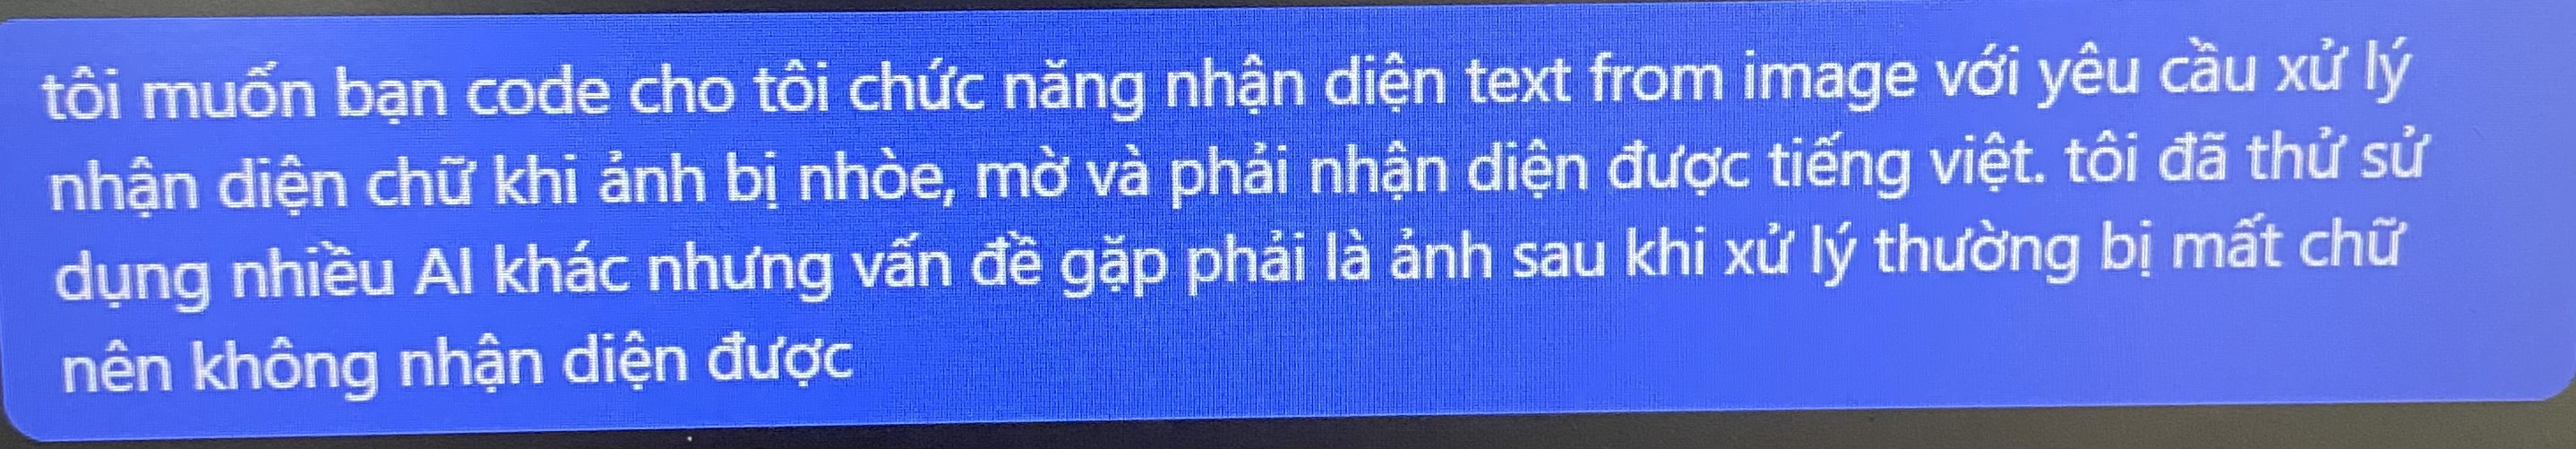 tôi muốn bạn code cho tôi chức năng nhận diện text from image với yêu cầu xử lý
nhận diện chữ khi ảnh bị nhòe, mờ và phải nhận diện được tiếng việt. tôi đã thử sử
dụng nhiều AI khác nhưng vấn đề gặp phải là ảnh sau khi xử lý thường bị mất chữ
nên không nhận diện được